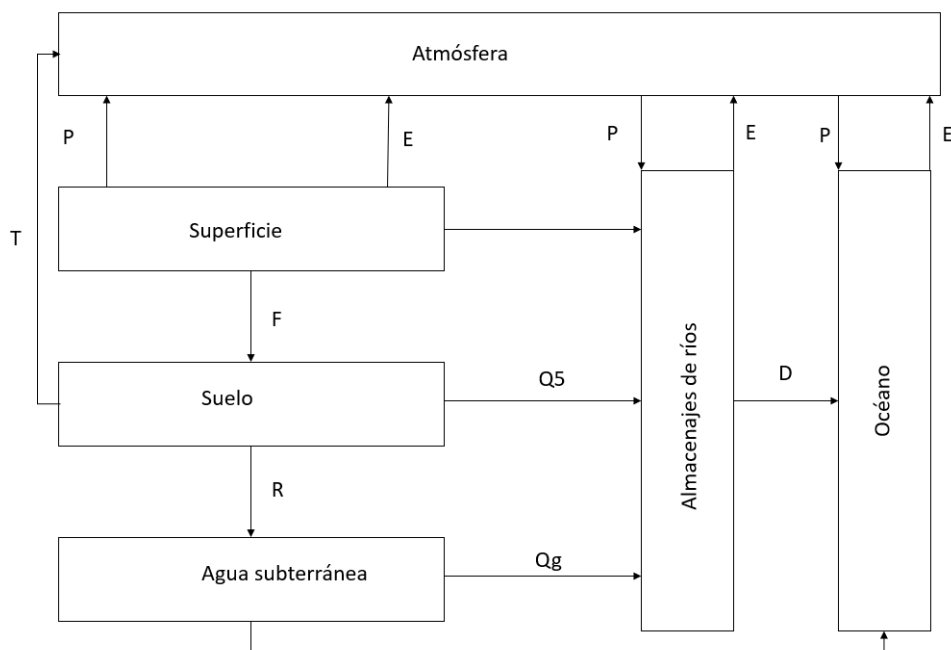 Atmósfera
P
E
P
E
P
E
Superficie
T
F
Suelo
Q5
Almacenajes de ríos
D
Océano
R
Agua subterránea
Qg